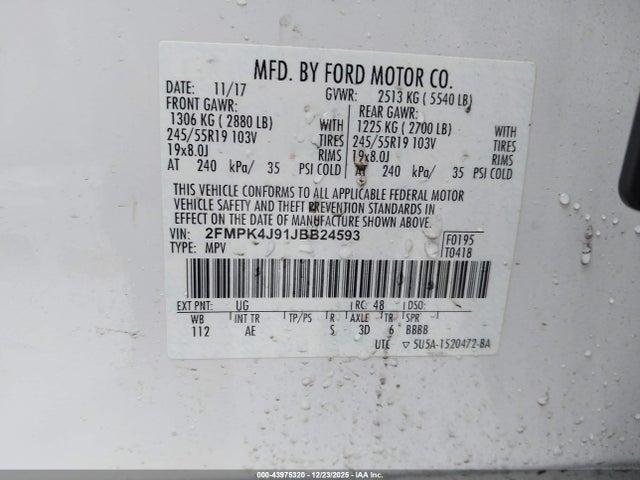 MFD. BY FORD MOTOR CO.
DATE: 11/17 GVWR: 2513 KG ( 5540 LB)
FRONT GAWR: REAR GAWR:
1306 KG ( 2880 LB) WITH 1225 KG ( 2700 LB) WITH
245/55R19 103V TIRES 245/55R19 103V TIRES
19x8.0J RIMS 19x8.0J RIMS
AT 240 kPa/ 35 PSI COLD AT 240 kPa/ 35 PSI COLD
THIS VEHICLE CONFORMS TO ALL APPLICABLE FEDERAL MOTOR
VEHICLE SAFETY AND THEFT PREVENTION STANDARDS IN
EFFECT ON THE DATE OF MANUFACTURE SHOWN ABOVE.
VIN: 2FMPK4J91JBB24593 F0195
TYPE: MPV T0418
EXT PNT: UG RC: 48 DSO:
WB INT TR TP/PS R AXLE TR SPR
112 AE S 3D 6 BBBB
UTC ▽ 5U5A-1520472-BA
000-43975320 - 12/23/2025 - IAAI, Inc.